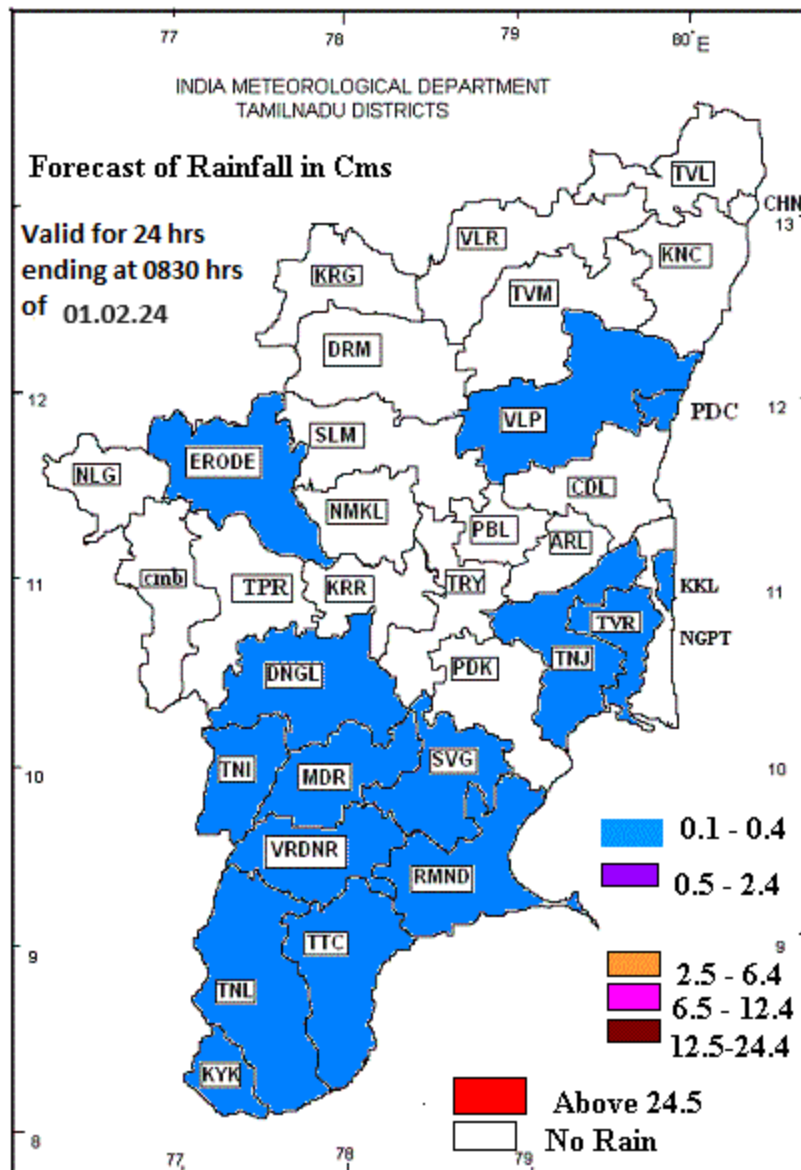 77 78 79 80°E
INDIA METEOROLOGICAL DEPARTMENT
TAMILNADU DISTRICTS
Forecast of Rainfall in Cms
TVL
CHN
13
Valid for 24 hrs
ending at 0830 hrs
of 01.02.24
VLR
KNC
KRG
TVM
DRM
12
12
VLP
PDC
SLM
ERODE
NLG
CDL
NMKL
PBL
ARL
11
cmb
TPR
KRR
TRY
KKL
11
TVR
NGPT
DNGL
PDK
TNJ
10
TNI
MDR
SVG
10
0.1 - 0.4
VRDNR
RMND
0.5 - 2.4
9
TTC
9
TNL
2.5 - 6.4
6.5 - 12.4
12.5-24.4
KYK
Above 24.5
No Rain
8
77 78 79